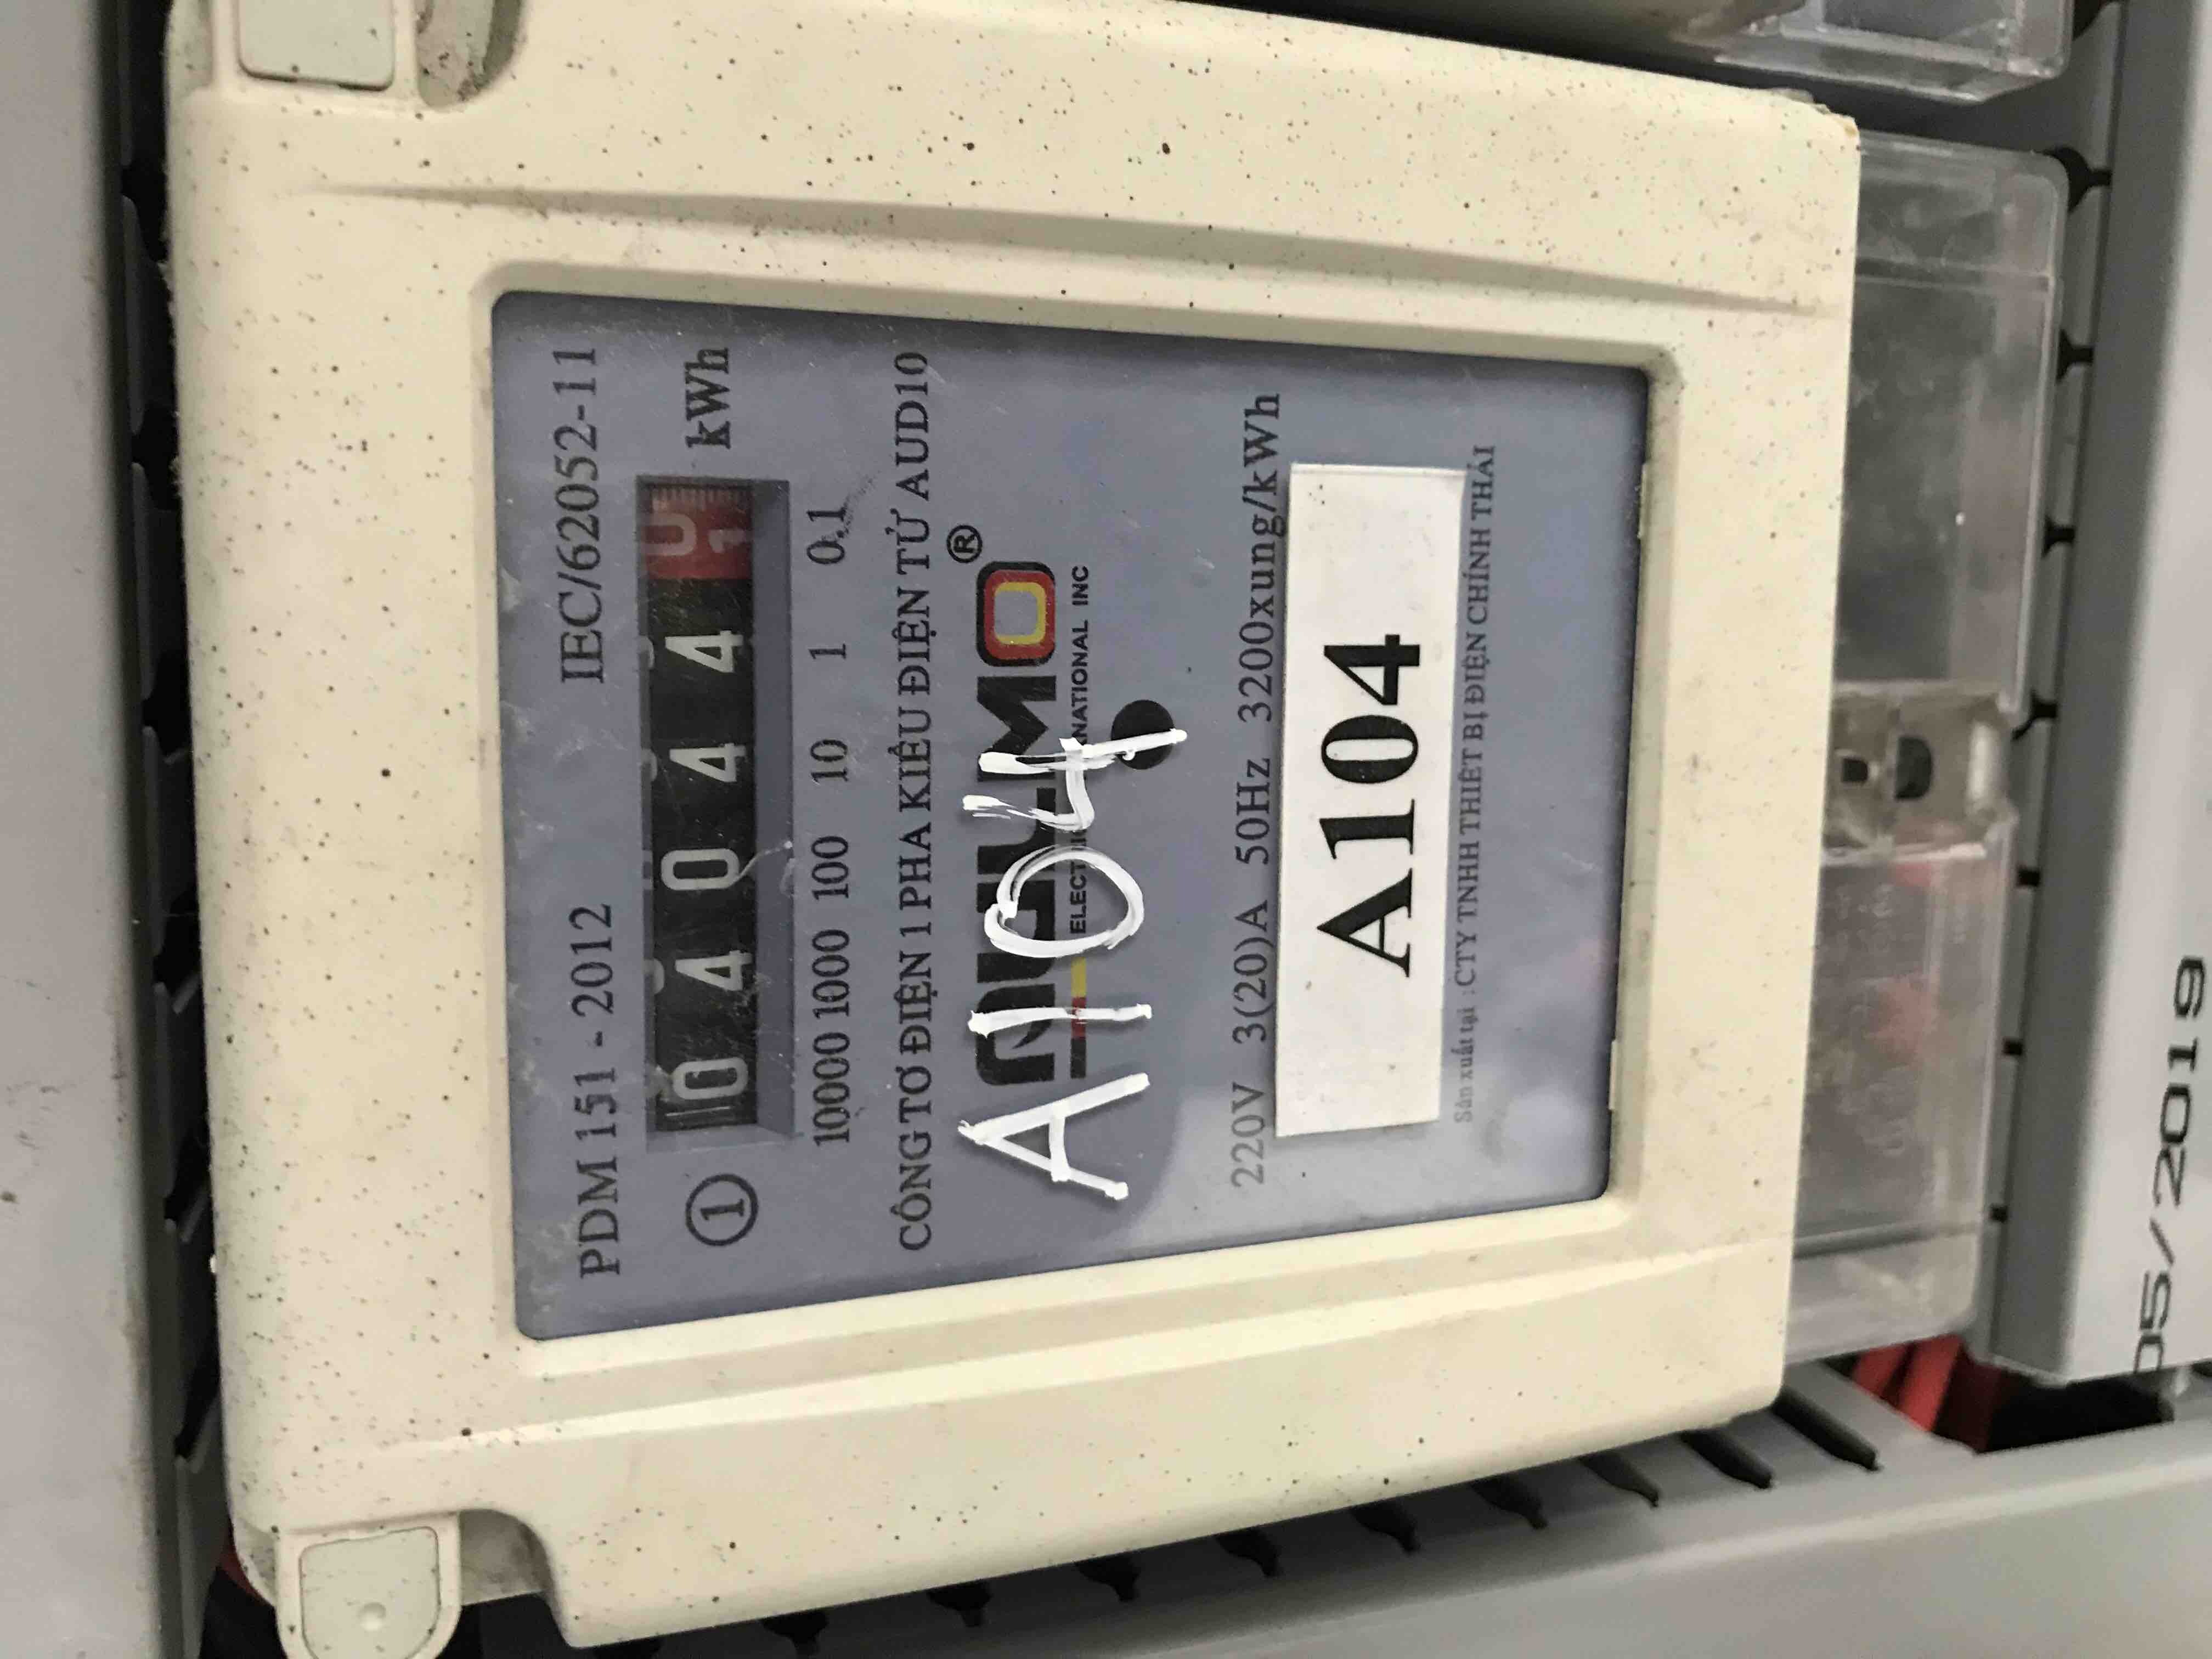 PDM 151 - 2012 IEC/62052-11
① 0 4 0 4 4 kWh
10000 1000 100 10 1 0.1
CÔNG TƠ ĐIỆN 1 PHA KIỂU ĐIỆN TỬ AUD10
®
A104
220V 3(20)A 50Hz 3200xung/kWh
A104
Sản xuất tại : CTY TNHH THIẾT BỊ ĐIỆN CHÍNH THÁI
05/2019